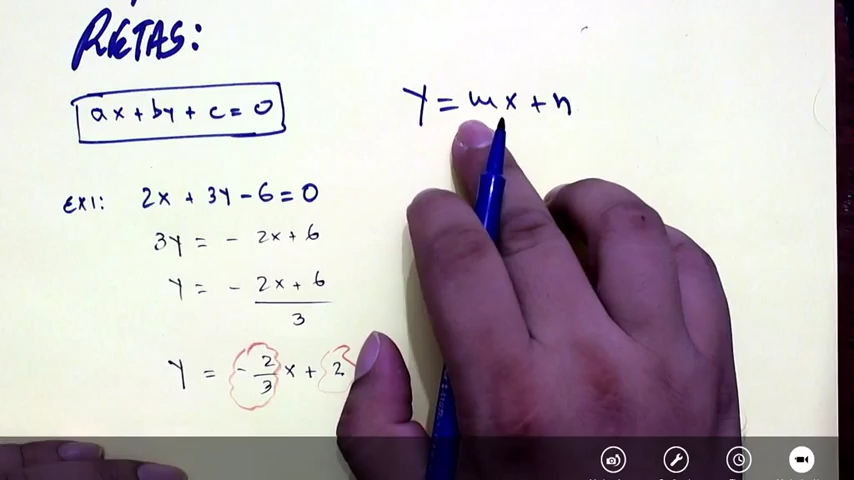 RETAS:
ax + by + c = 0
y = mx + n
EX1: 2x + 3y - 6 = 0
3y = - 2x + 6
y = - 2x + 6 / 3
y = - 2/3 x + 2